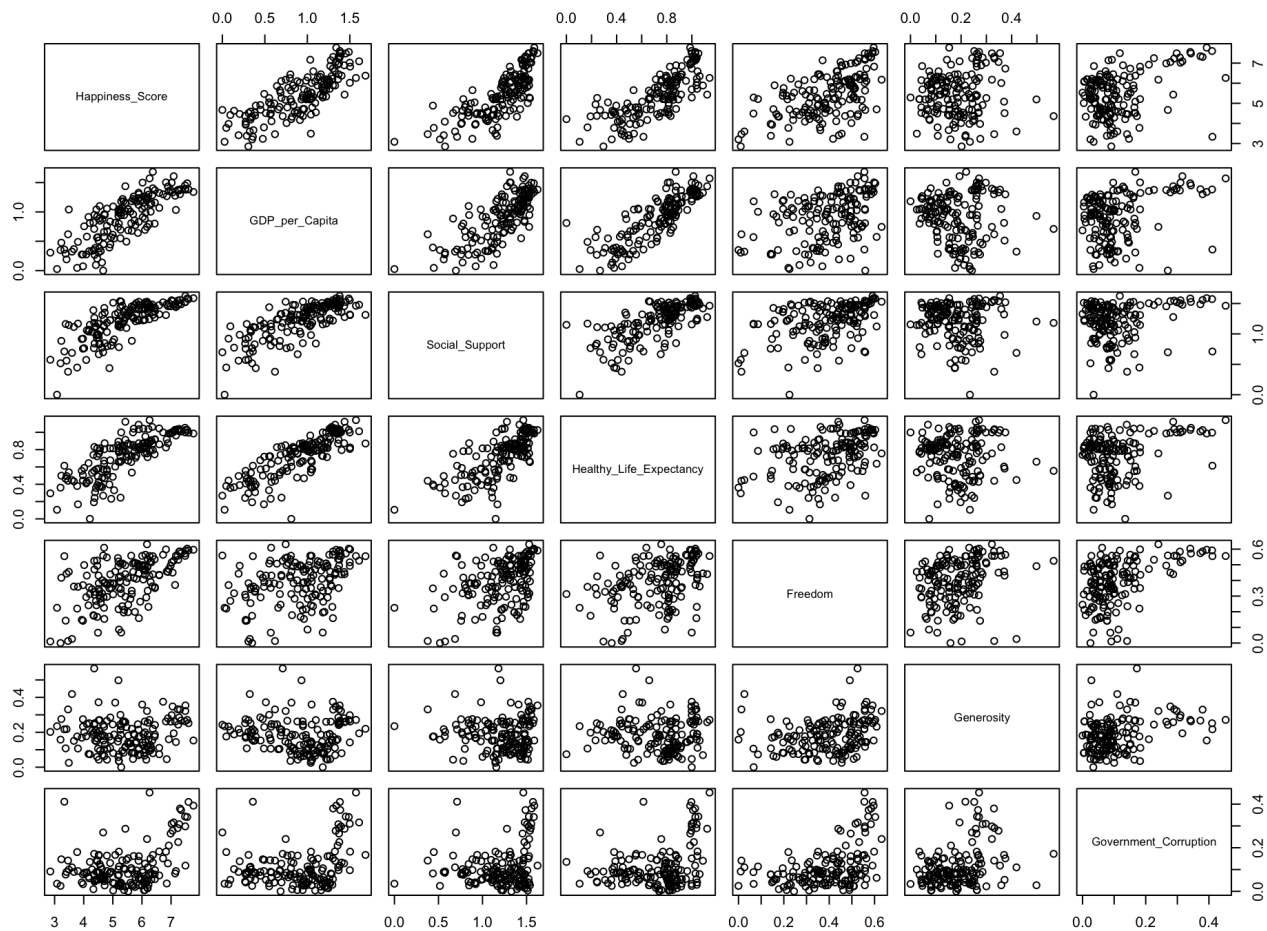 0.0 0.5 1.0 1.5
0.0 0.4 0.8
0.0 0.2 0.4
Happiness_Score
3 5 7
0.0 1.0
GDP_per_Capita
Social_Support
0.0 1.0
0.0 0.4 0.8
Healthy_Life_Expectancy
Freedom
0.0 0.3 0.6
0.0 0.2 0.4
Generosity
Government_Corruption
0.0 0.2 0.4
3 4 5 6 7
0.0 0.5 1.0 1.5
0.0 0.2 0.4 0.6
0.0 0.2 0.4